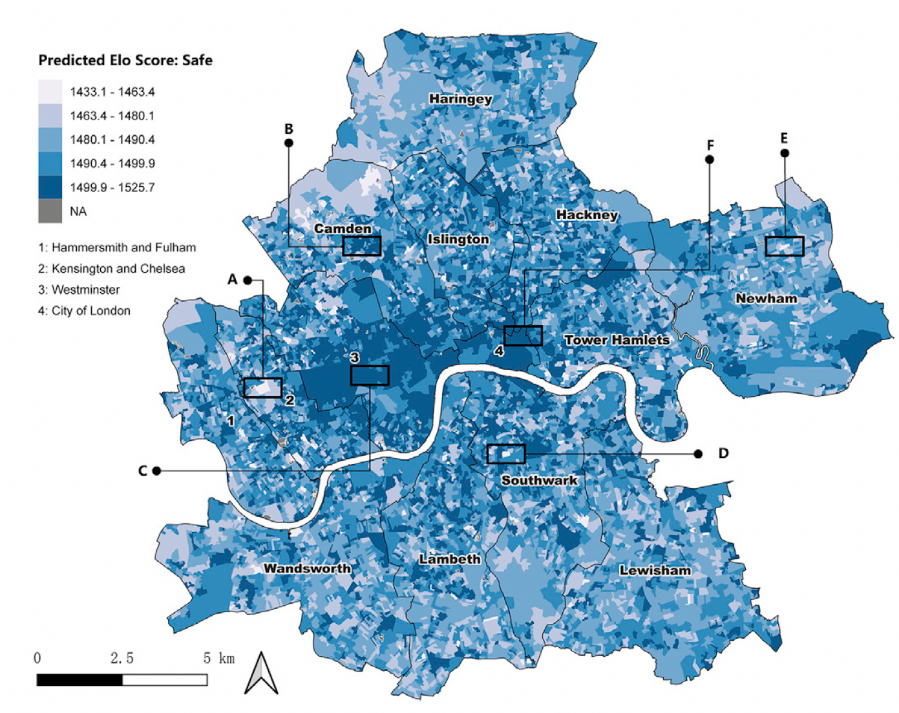 Predicted Elo Score: Safe
1433.1 - 1463.4
1463.4 - 1480.1
1480.1 - 1490.4
1490.4 - 1499.9
1499.9 - 1525.7
NA
1: Hammersmith and Fulham
2: Kensington and Chelsea
3: Westminster
4: City of London
Haringey
B
F
E
Hackney
Camden
Islington
A
Newham
Tower Hamlets
3
4
2
1
C
D
Southwark
Wandsworth
Lambeth
Lewisham
0 2.5 5 km